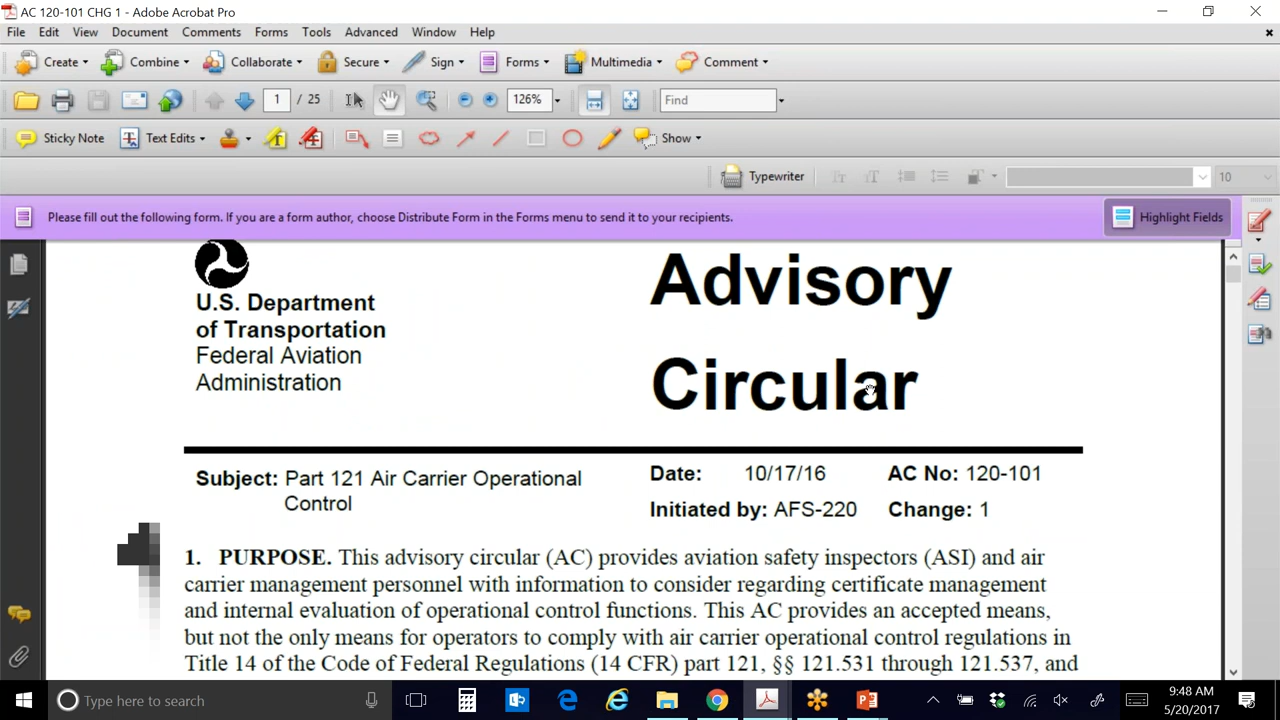 AC 120-101 CHG 1 - Adobe Acrobat Pro
File Edit View Document Comments Forms Tools Advanced Window Help
Create Combine Collaborate Secure Sign Forms Multimedia Comment
1 / 25 126% Find
Sticky Note Text Edits Show
Typewriter 10
Please fill out the following form. If you are a form author, choose Distribute Form in the Forms menu to send it to your recipients. Highlight Fields
U.S. Department
of Transportation
Federal Aviation
Administration
Advisory
Circular
Subject: Part 121 Air Carrier Operational
Control
Date: 10/17/16 AC No: 120-101
Initiated by: AFS-220 Change: 1
1. PURPOSE. This advisory circular (AC) provides aviation safety inspectors (ASI) and air
carrier management personnel with information to consider regarding certificate management
and internal evaluation of operational control functions. This AC provides an accepted means,
but not the only means for operators to comply with air carrier operational control regulations in
Title 14 of the Code of Federal Regulations (14 CFR) part 121, §§ 121.531 through 121.537, and
Type here to search
9:48 AM
5/20/2017